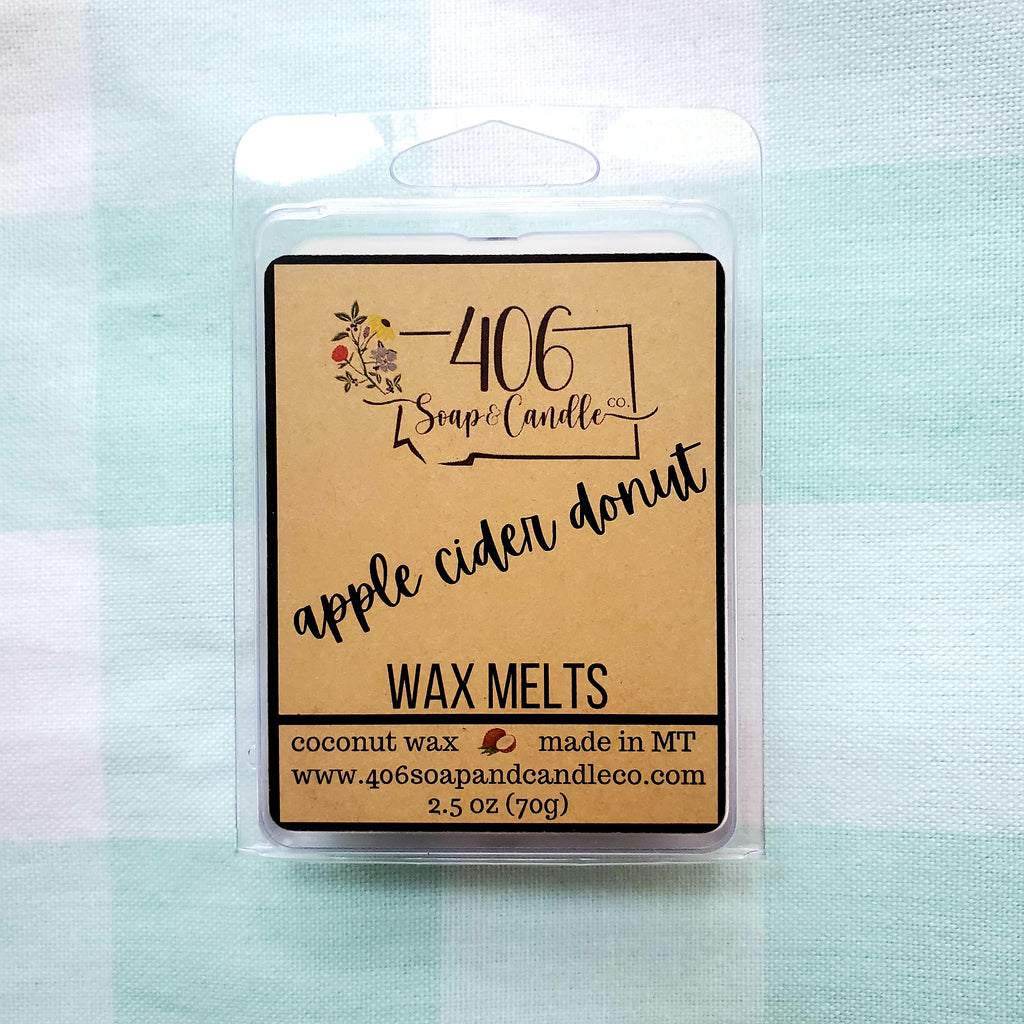 406
Soap & Candle CO.
apple cider donut
WAX MELTS
coconut wax made in MT
www.406soapandcandleco.com
2.5 oz (70g)